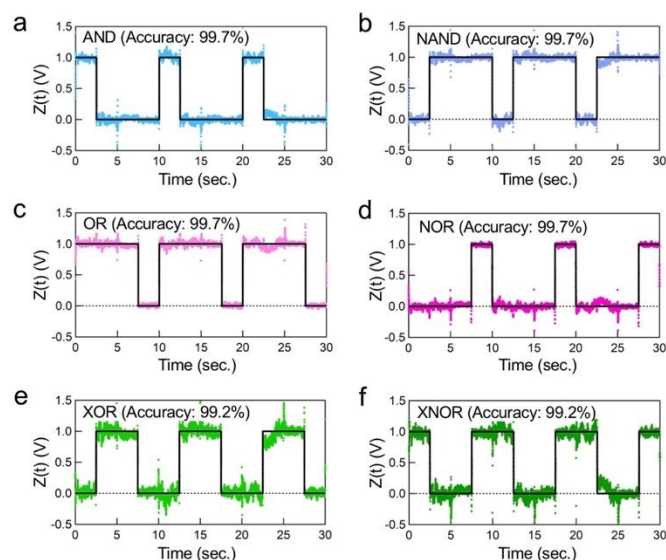 a
AND (Accuracy: 99.7%)
Z(t) (V)
1.5
1.0
0.5
0.0
-0.5
0 5 10 15 20 25 30
Time (sec.)
b
NAND (Accuracy: 99.7%)
Z(t) (V)
1.5
1.0
0.5
0.0
-0.5
0 5 10 15 20 25 30
Time (sec.)
c
OR (Accuracy: 99.7%)
Z(t) (V)
1.5
1.0
0.5
0.0
-0.5
0 5 10 15 20 25 30
Time (sec.)
d
NOR (Accuracy: 99.7%)
Z(t) (V)
1.5
1.0
0.5
0.0
-0.5
0 5 10 15 20 25 30
Time (sec.)
e
XOR (Accuracy: 99.2%)
Z(t) (V)
1.5
1.0
0.5
0.0
-0.5
0 5 10 15 20 25 30
Time (sec.)
f
XNOR (Accuracy: 99.2%)
Z(t) (V)
1.5
1.0
0.5
0.0
-0.5
0 5 10 15 20 25 30
Time (sec.)